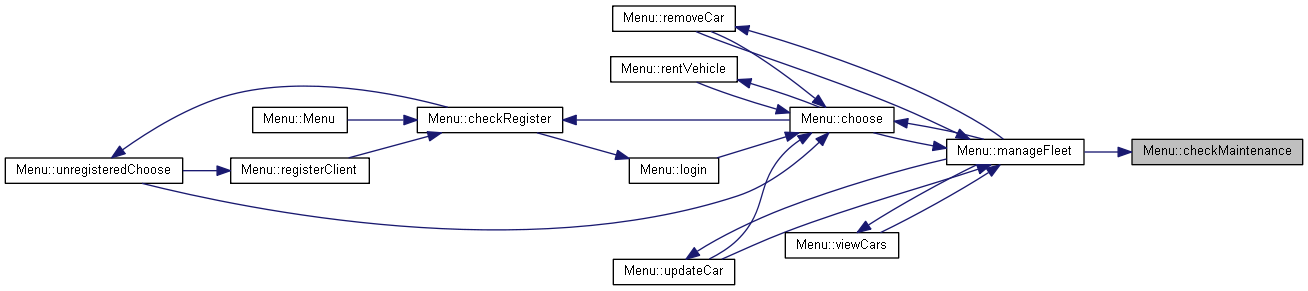 Menu::removeCar
Menu::rentVehicle
Menu::Menu
Menu::checkRegister
Menu::choose
Menu::manageFleet
Menu::checkMaintenance
Menu::unregisteredChoose
Menu::registerClient
Menu::login
Menu::viewCars
Menu::updateCar